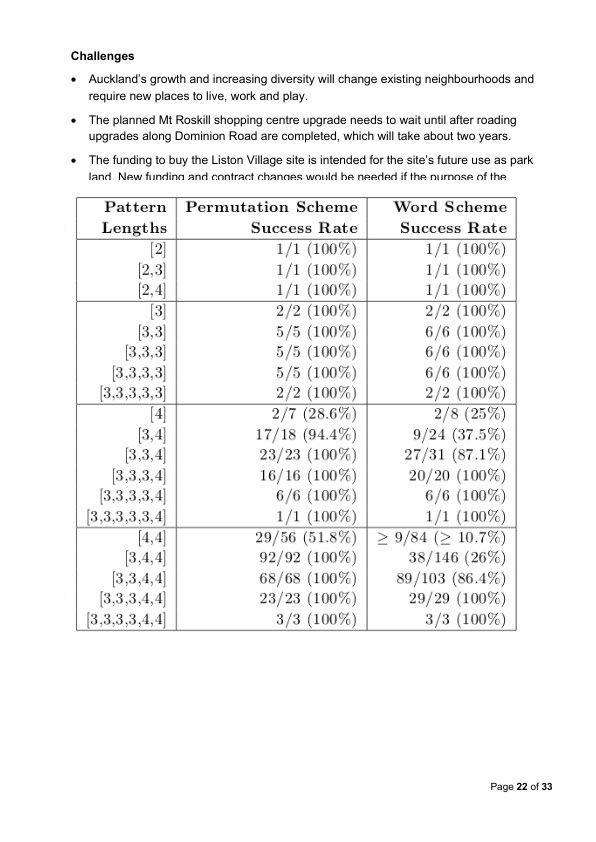 Challenges
• Auckland's growth and increasing diversity will change existing neighbourhoods and
require new places to live, work and play.
• The planned Mt Roskill shopping centre upgrade needs to wait until after roading
upgrades along Dominion Road are completed, which will take about two years.
• The funding to buy the Liston Village site is intended for the site's future use as park
land. New funding and contract changes would be needed if the purpose of the
Pattern Permutation Scheme Word Scheme
Lengths Success Rate Success Rate
[2] 1/1 (100%) 1/1 (100%)
[2,3] 1/1 (100%) 1/1 (100%)
[2,4] 1/1 (100%) 1/1 (100%)
[3] 2/2 (100%) 2/2 (100%)
[3,3] 5/5 (100%) 6/6 (100%)
[3,3,3] 5/5 (100%) 6/6 (100%)
[3,3,3,3] 5/5 (100%) 6/6 (100%)
[3,3,3,3,3] 2/2 (100%) 2/2 (100%)
[4] 2/7 (28.6%) 2/8 (25%)
[3,4] 17/18 (94.4%) 9/24 (37.5%)
[3,3,4] 23/23 (100%) 27/31 (87.1%)
[3,3,3,4] 16/16 (100%) 20/20 (100%)
[3,3,3,3,4] 6/6 (100%) 6/6 (100%)
[3,3,3,3,3,4] 1/1 (100%) 1/1 (100%)
[4,4] 29/56 (51.8%) ≥ 9/84 (≥ 10.7%)
[3,4,4] 92/92 (100%) 38/146 (26%)
[3,3,4,4] 68/68 (100%) 89/103 (86.4%)
[3,3,3,4,4] 23/23 (100%) 29/29 (100%)
[3,3,3,3,4,4] 3/3 (100%) 3/3 (100%)
Page 22 of 33